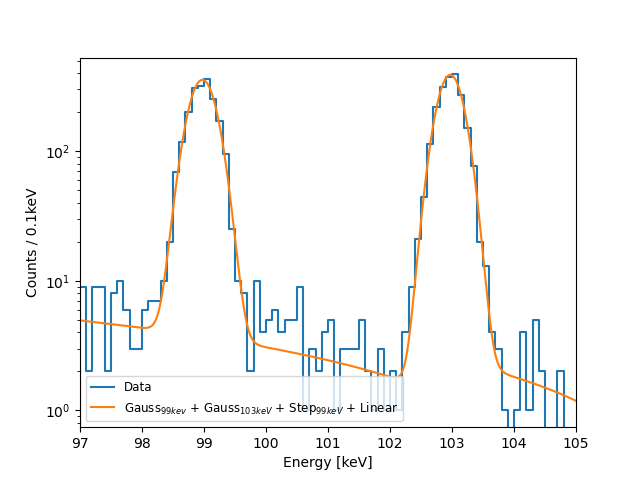 Counts / 0.1keV
10²
10¹
10⁰
Data
Gauss₉₉ₖₑᵥ + Gauss₁₀₃ₖₑV + Step₉₉ₖₑV + Linear
97 98 99 100 101 102 103 104 105
Energy [keV]